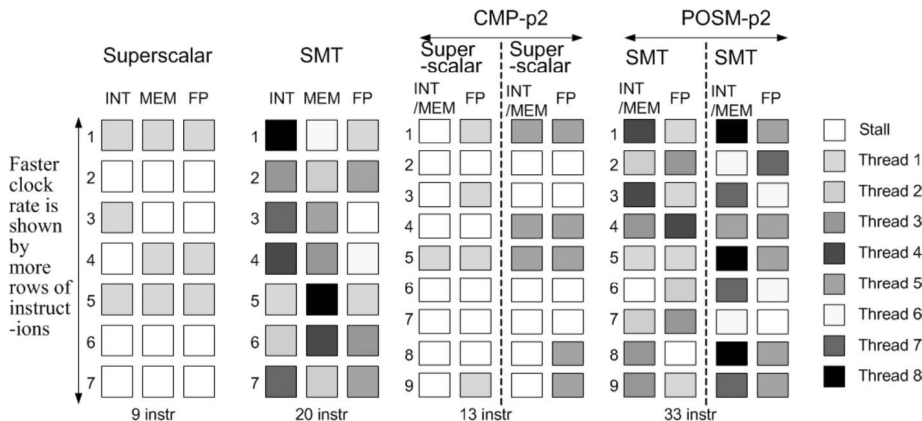 CMP-p2
POSM-p2
Superscalar
SMT
Super
-scalar
Super
-scalar
SMT
SMT
INT MEM FP
INT MEM FP
INT
/MEM
FP
INT
/MEM
FP
INT
/MEM
FP
INT
/MEM
FP
Faster
clock
rate is
shown
by
more
rows of
instruct
-ions
1
2
3
4
5
6
7
1
2
3
4
5
6
7
1
2
3
4
5
6
7
8
9
1
2
3
4
5
6
7
8
9
Stall
Thread 1
Thread 2
Thread 3
Thread 4
Thread 5
Thread 6
Thread 7
Thread 8
9 instr
20 instr
13 instr
33 instr